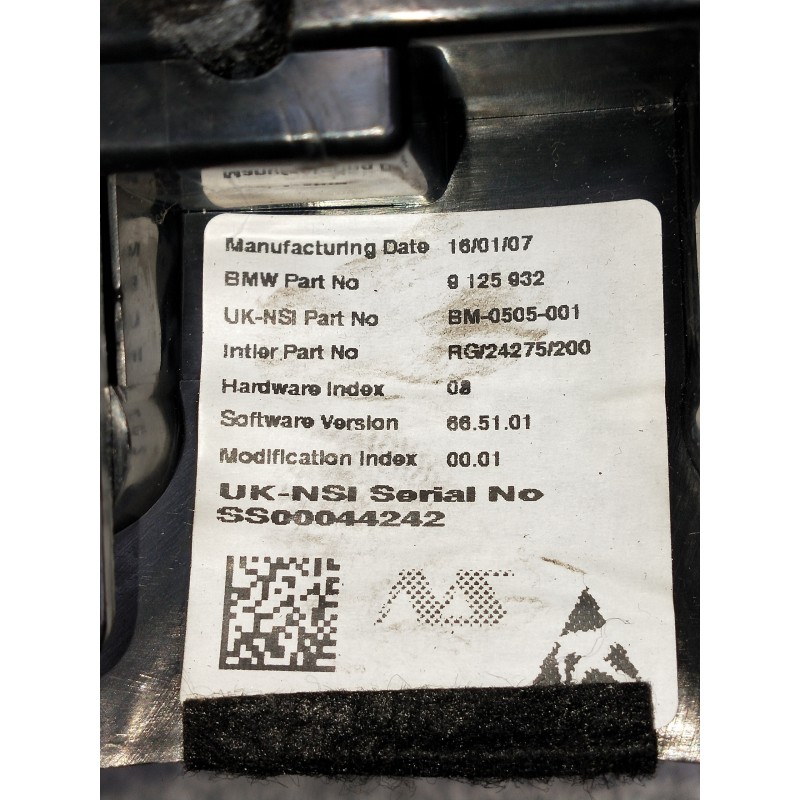 Manufacturing Date 16/01/07
BMW Part No 9 125 932
UK-NSI Part No BM-0505-001
Intier Part No RG/24275/200
Hardware Index 08
Software Version 66.51.01
Modification Index 00.01
UK-NSI Serial No
SS00044242